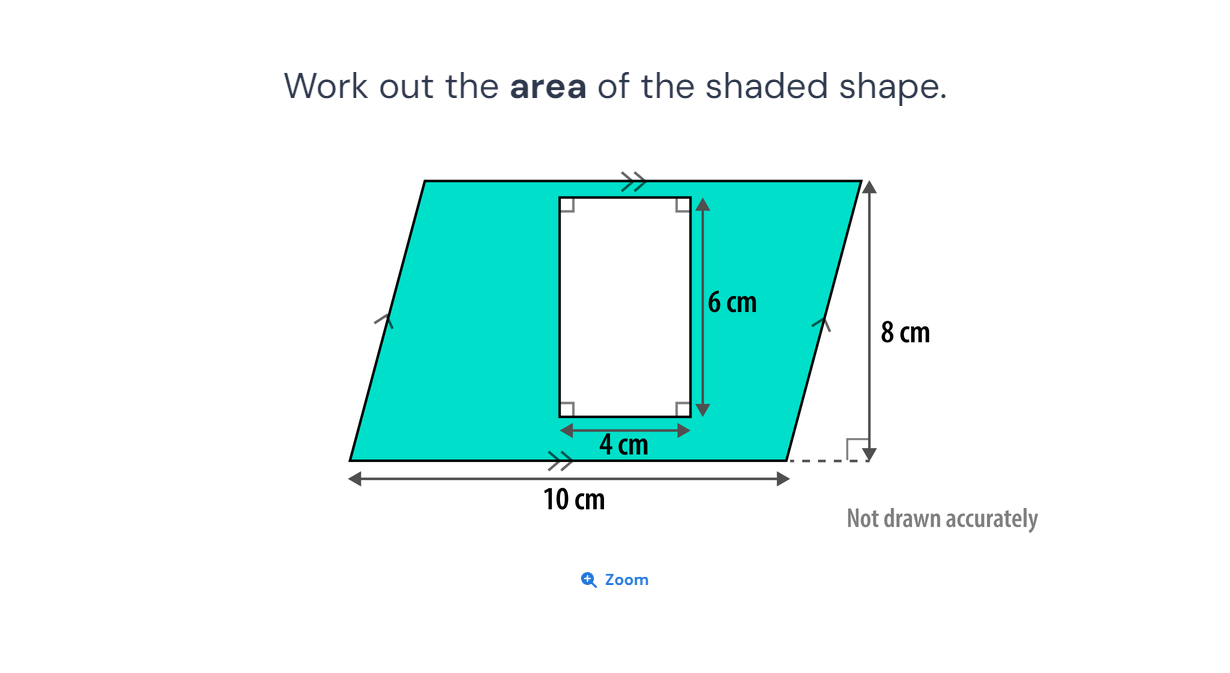 Work out the area of the shaded shape.
6 cm
8 cm
4 cm
10 cm
Not drawn accurately
Zoom